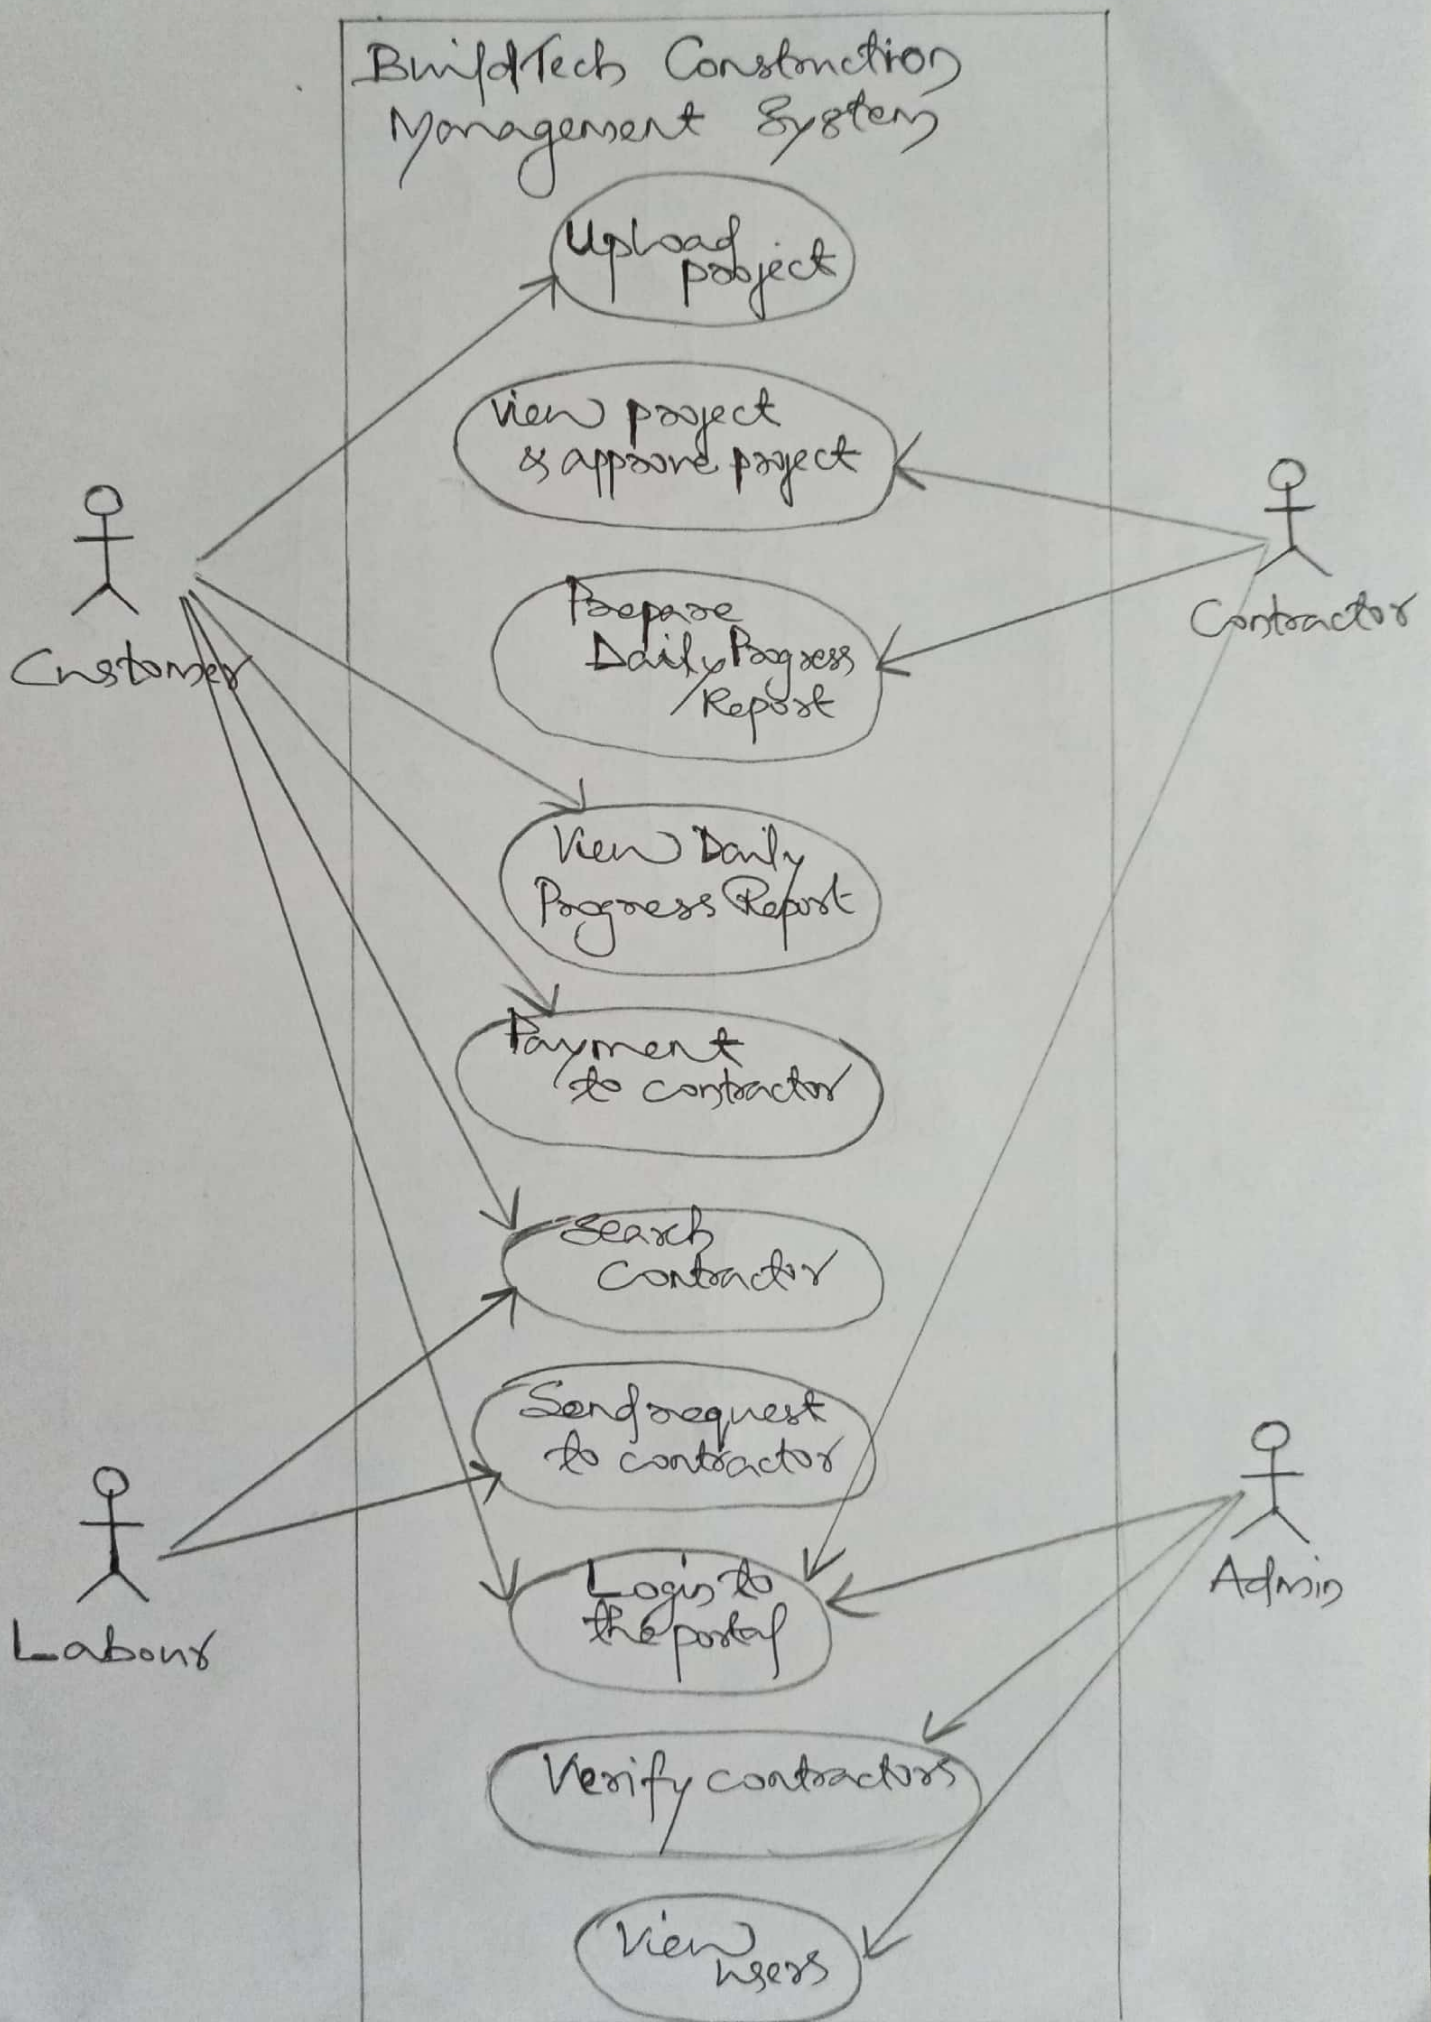 BuildTech Construction
Management System
Upload
project
View project
& approve project
Prepare
Daily Progress
Report
Customer
Contractor
View Daily
Progress Report
Payment
to contractor
Search
Contractor
Send request
to contractor
Login to
the portal
Labour
Admin
Verify contractors
View
users